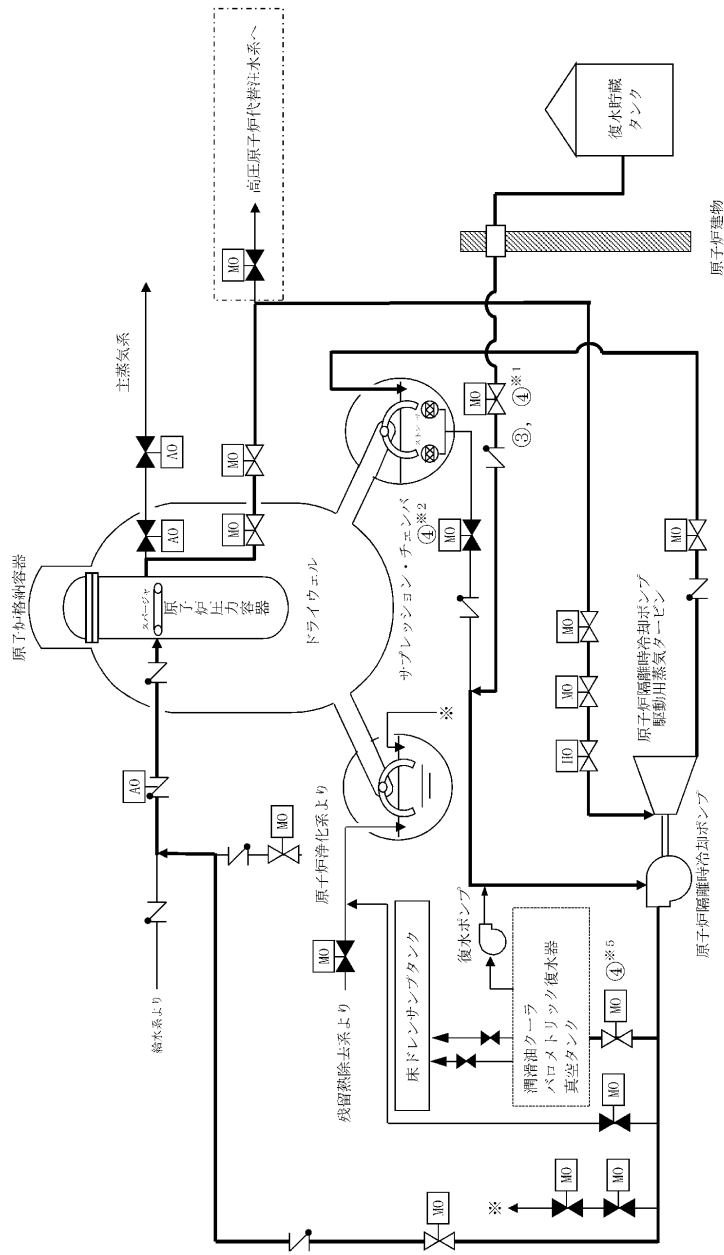 原子炉格納容器
主蒸気系
AO
AO
高圧原子炉代替注水系へ
MO
MO
MO
スパージャ
原子炉圧力容器
ドライウェル
給水系より
AO
MO
原子炉浄化系より
残留熱除去系より
MO
※
サプレッション・チェンバ
④※2
MO
ストレーナ
MO
③, ④※1
復水貯蔵
タンク
原子炉建物
床ドレンサンプタンク
復水ポンプ
潤滑油クーラ
バロメトリック復水器
真空タンク
④※5
MO
MO
※
MO
MO
MO
HO
MO
MO
原子炉隔離時冷却ポンプ
駆動用蒸気タービン
MO
原子炉隔離時冷却ポンプ